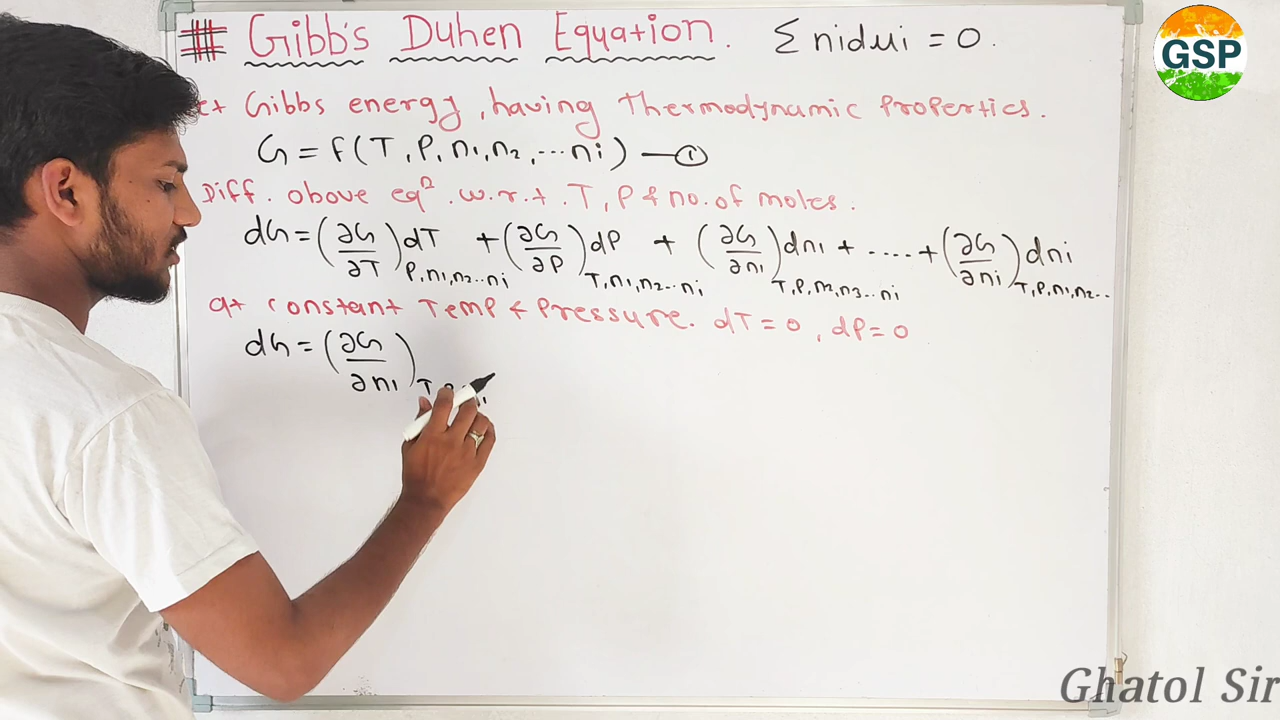 # Gibb's Duhen Equation. Σ nidμi = 0.
GSP
et Gibbs energy, having Thermodynamic Properties.
G = f(T, P, n1, n2, ... ni) — ①
Diff. above eqⁿ. w.r.t. T, P & no. of moles.
dG = (∂G/∂T)P,n1,n2...ni dT + (∂G/∂P)T,n1,n2...ni dP + (∂G/∂n1)T,P,n2,n3...ni dn1 + ..... + (∂G/∂ni)T,P,n1,n2... dni
at constant Temp & Pressure. dT = 0, dP = 0
dG = (∂G/∂n1)T
Ghatol Sir